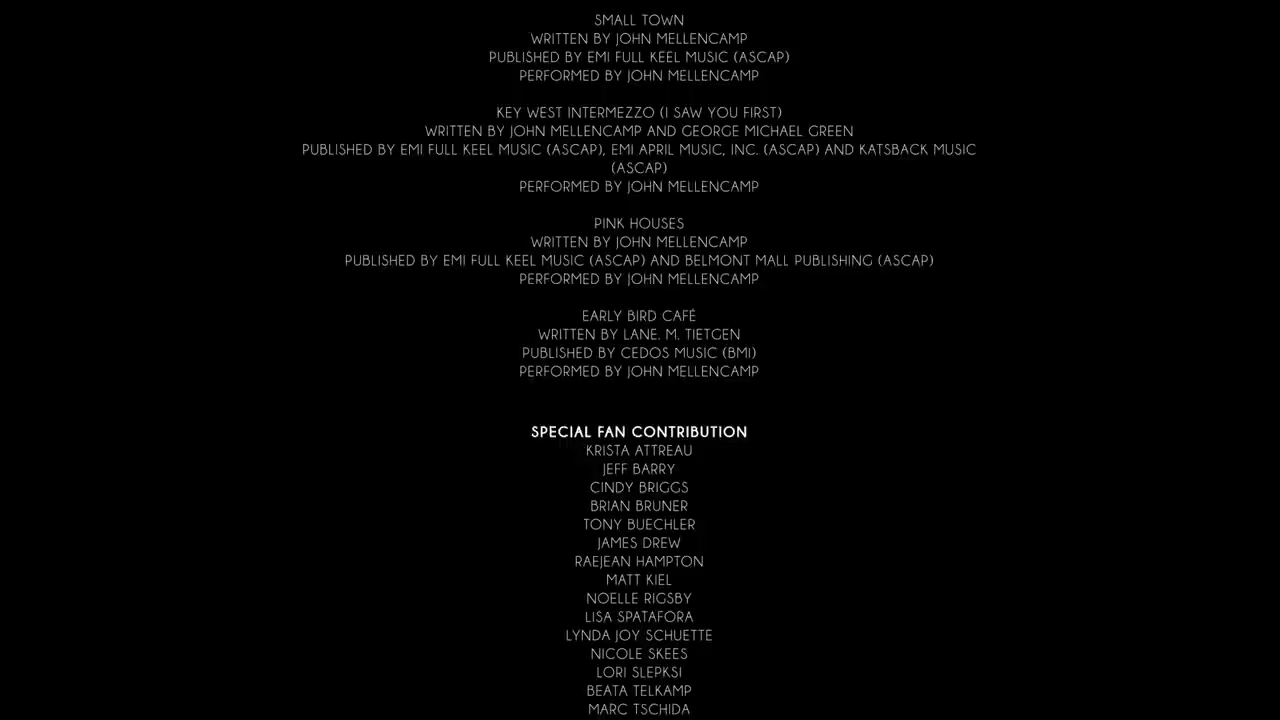 SMALL TOWN
WRITTEN BY JOHN MELLENCAMP
PUBLISHED BY EMI FULL KEEL MUSIC (ASCAP)
PERFORMED BY JOHN MELLENCAMP
KEY WEST INTERMEZZO (I SAW YOU FIRST)
WRITTEN BY JOHN MELLENCAMP AND GEORGE MICHAEL GREEN
PUBLISHED BY EMI FULL KEEL MUSIC (ASCAP), EMI APRIL MUSIC, INC. (ASCAP) AND KATSBACK MUSIC
(ASCAP)
PERFORMED BY JOHN MELLENCAMP
PINK HOUSES
WRITTEN BY JOHN MELLENCAMP
PUBLISHED BY EMI FULL KEEL MUSIC (ASCAP) AND BELMONT MALL PUBLISHING (ASCAP)
PERFORMED BY JOHN MELLENCAMP
EARLY BIRD CAFÉ
WRITTEN BY LANE. M. TIETGEN
PUBLISHED BY CEDOS MUSIC (BMI)
PERFORMED BY JOHN MELLENCAMP
SPECIAL FAN CONTRIBUTION
KRISTA ATTREAU
JEFF BARRY
CINDY BRIGGS
BRIAN BRUNER
TONY BUECHLER
JAMES DREW
RAEJEAN HAMPTON
MATT KIEL
NOELLE RIGSBY
LISA SPATAFORA
LYNDA JOY SCHUETTE
NICOLE SKEES
LORI SLEPKSI
BEATA TELKAMP
MARC TSCHIDA